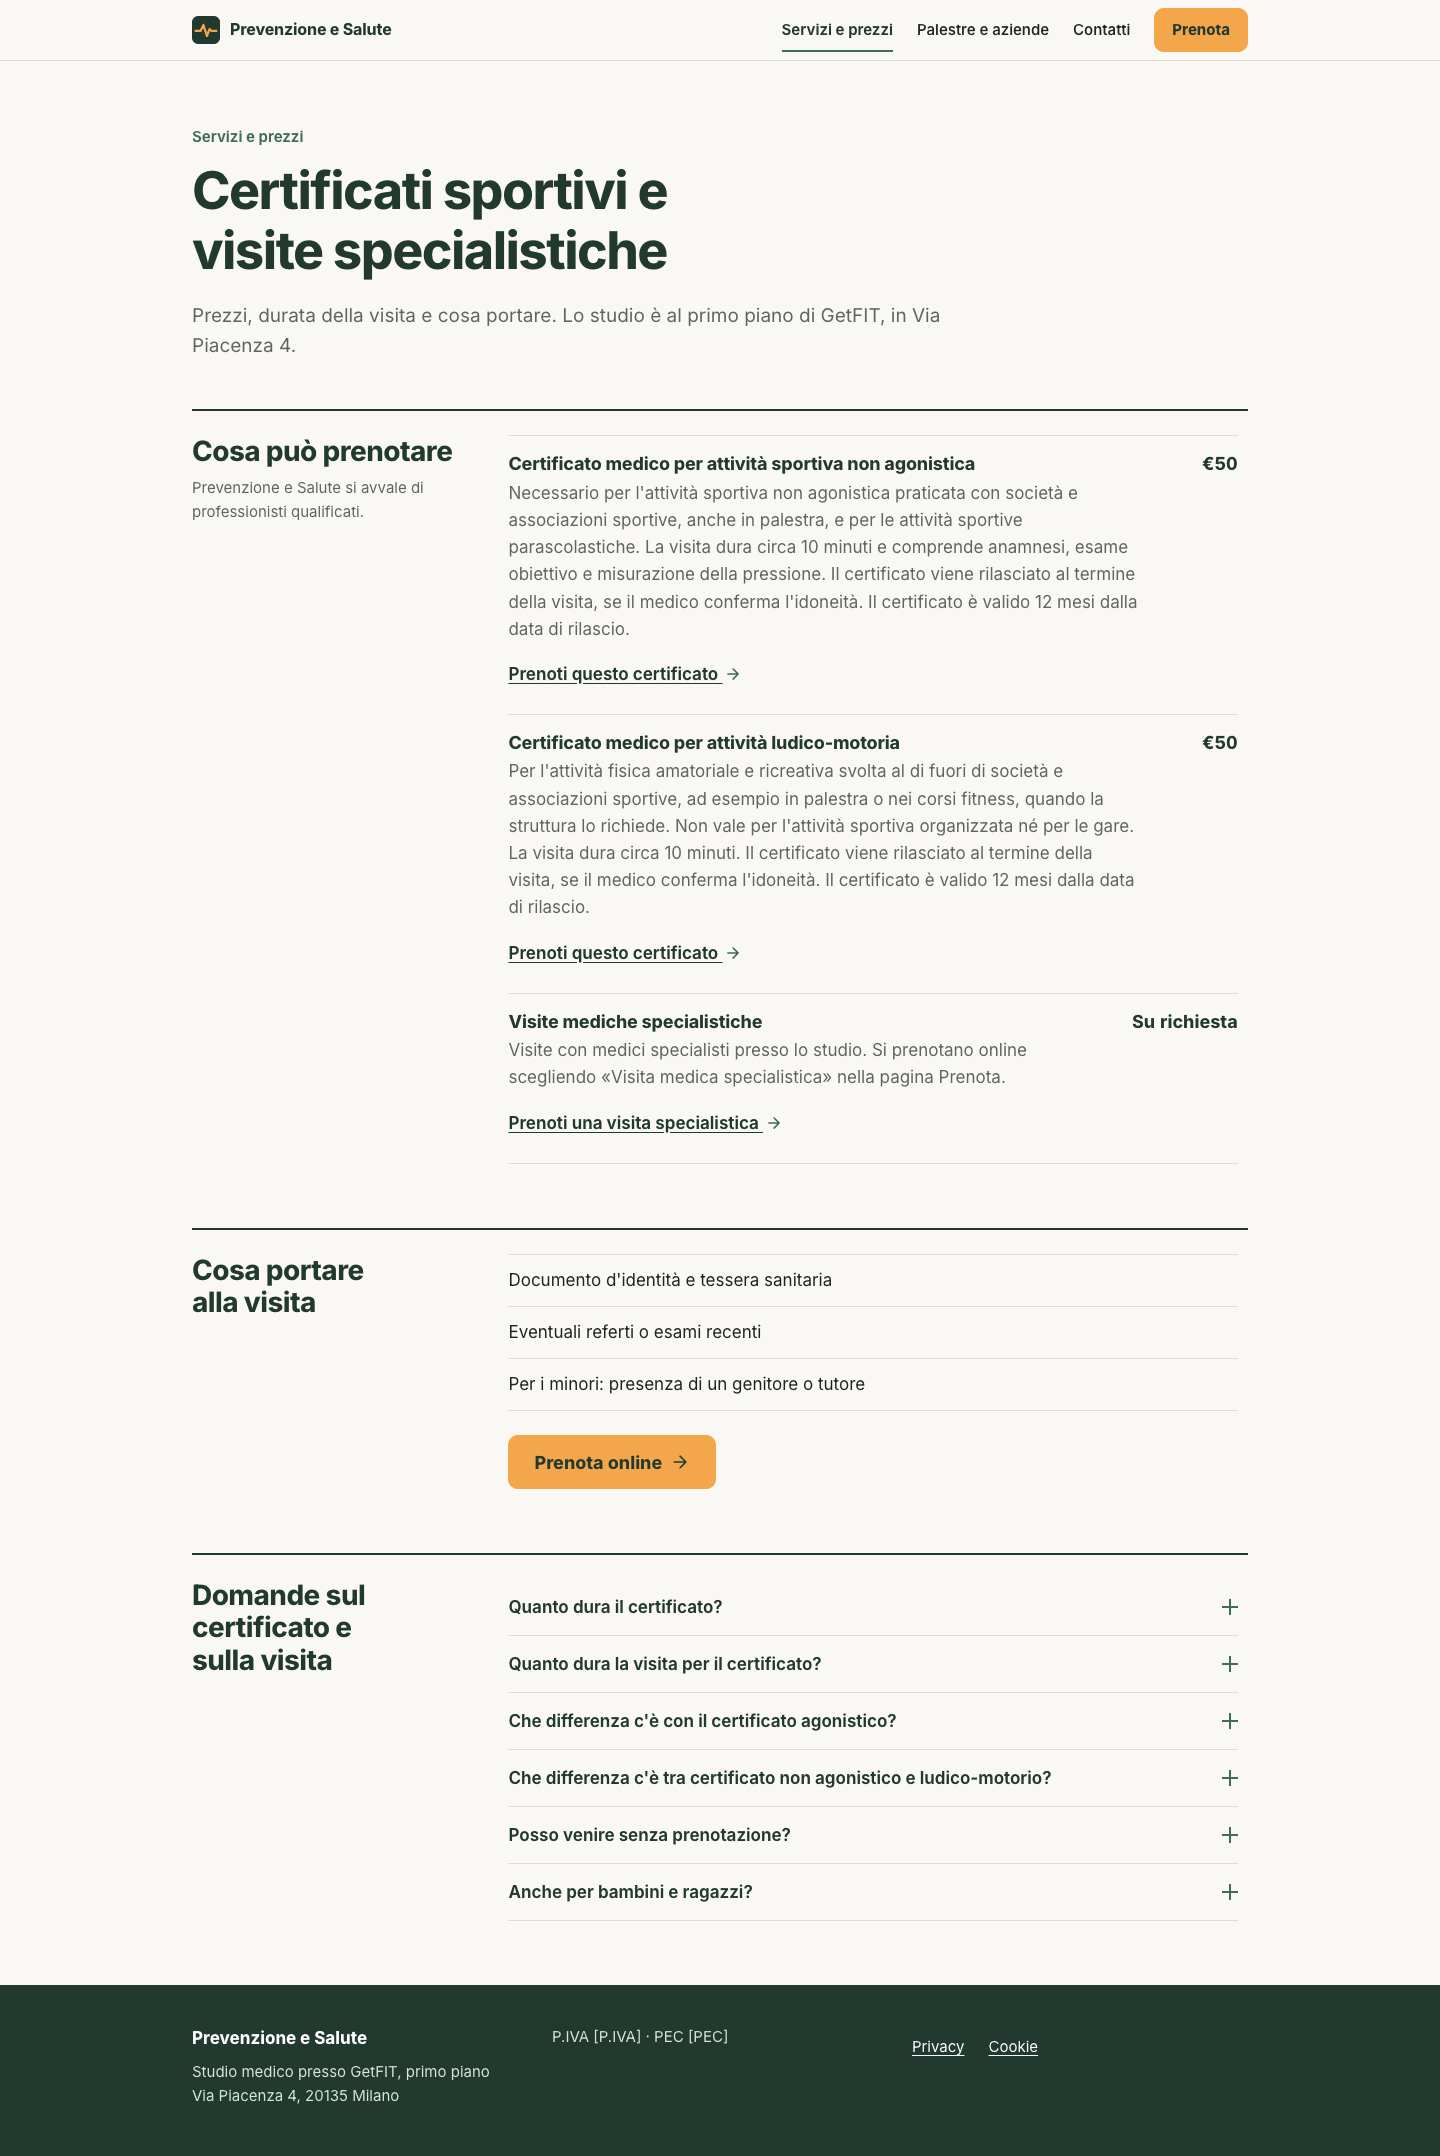 Prevenzione e Salute
Servizi e prezzi
Palestre e aziende
Contatti
Prenota
Servizi e prezzi
Certificati sportivi e
visite specialistiche
Prezzi, durata della visita e cosa portare. Lo studio è al primo piano di GetFIT, in Via
Piacenza 4.
Cosa può prenotare
Prevenzione e Salute si avvale di
professionisti qualificati.
Certificato medico per attività sportiva non agonistica
€50
Necessario per l'attività sportiva non agonistica praticata con società e
associazioni sportive, anche in palestra, e per le attività sportive
parascolastiche. La visita dura circa 10 minuti e comprende anamnesi, esame
obiettivo e misurazione della pressione. Il certificato viene rilasciato al termine
della visita, se il medico conferma l'idoneità. Il certificato è valido 12 mesi dalla
data di rilascio.
Prenoti questo certificato →
Certificato medico per attività ludico-motoria
€50
Per l'attività fisica amatoriale e ricreativa svolta al di fuori di società e
associazioni sportive, ad esempio in palestra o nei corsi fitness, quando la
struttura lo richiede. Non vale per l'attività sportiva organizzata né per le gare.
La visita dura circa 10 minuti. Il certificato viene rilasciato al termine della
visita, se il medico conferma l'idoneità. Il certificato è valido 12 mesi dalla data
di rilascio.
Prenoti questo certificato →
Visite mediche specialistiche
Su richiesta
Visite con medici specialisti presso lo studio. Si prenotano online
scegliendo «Visita medica specialistica» nella pagina Prenota.
Prenoti una visita specialistica →
Cosa portare
alla visita
Documento d'identità e tessera sanitaria
Eventuali referti o esami recenti
Per i minori: presenza di un genitore o tutore
Prenota online →
Domande sul
certificato e
sulla visita
Quanto dura il certificato?
Quanto dura la visita per il certificato?
Che differenza c'è con il certificato agonistico?
Che differenza c'è tra certificato non agonistico e ludico-motorio?
Posso venire senza prenotazione?
Anche per bambini e ragazzi?
Prevenzione e Salute
Studio medico presso GetFIT, primo piano
Via Piacenza 4, 20135 Milano
P.IVA [P.IVA] · PEC [PEC]
Privacy
Cookie